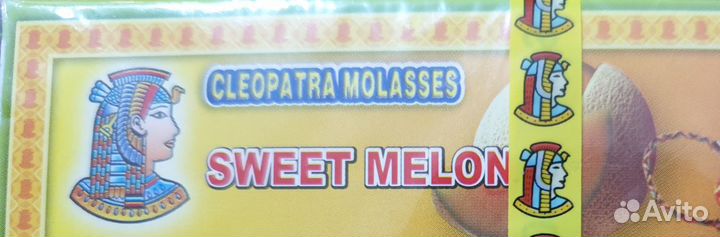 CLEOPATRA MOLASSES
SWEET MELON
Avito